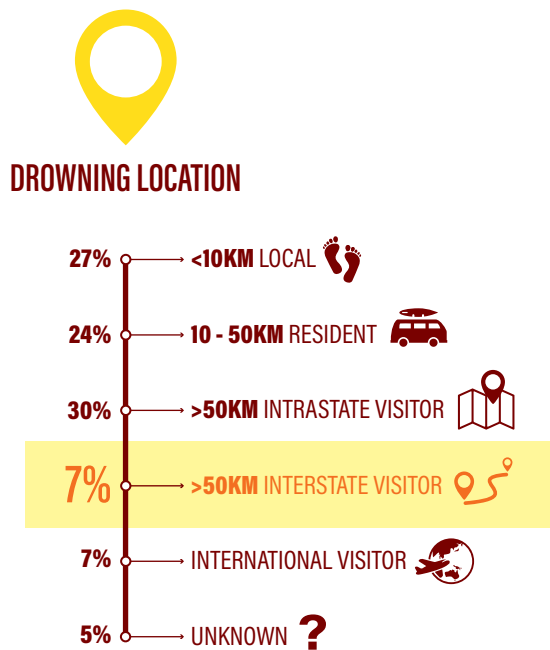 DROWNING LOCATION
27% <10KM LOCAL
24% 10 - 50KM RESIDENT
30% >50KM INTRASTATE VISITOR
7% >50KM INTERSTATE VISITOR
7% INTERNATIONAL VISITOR
5% UNKNOWN ?